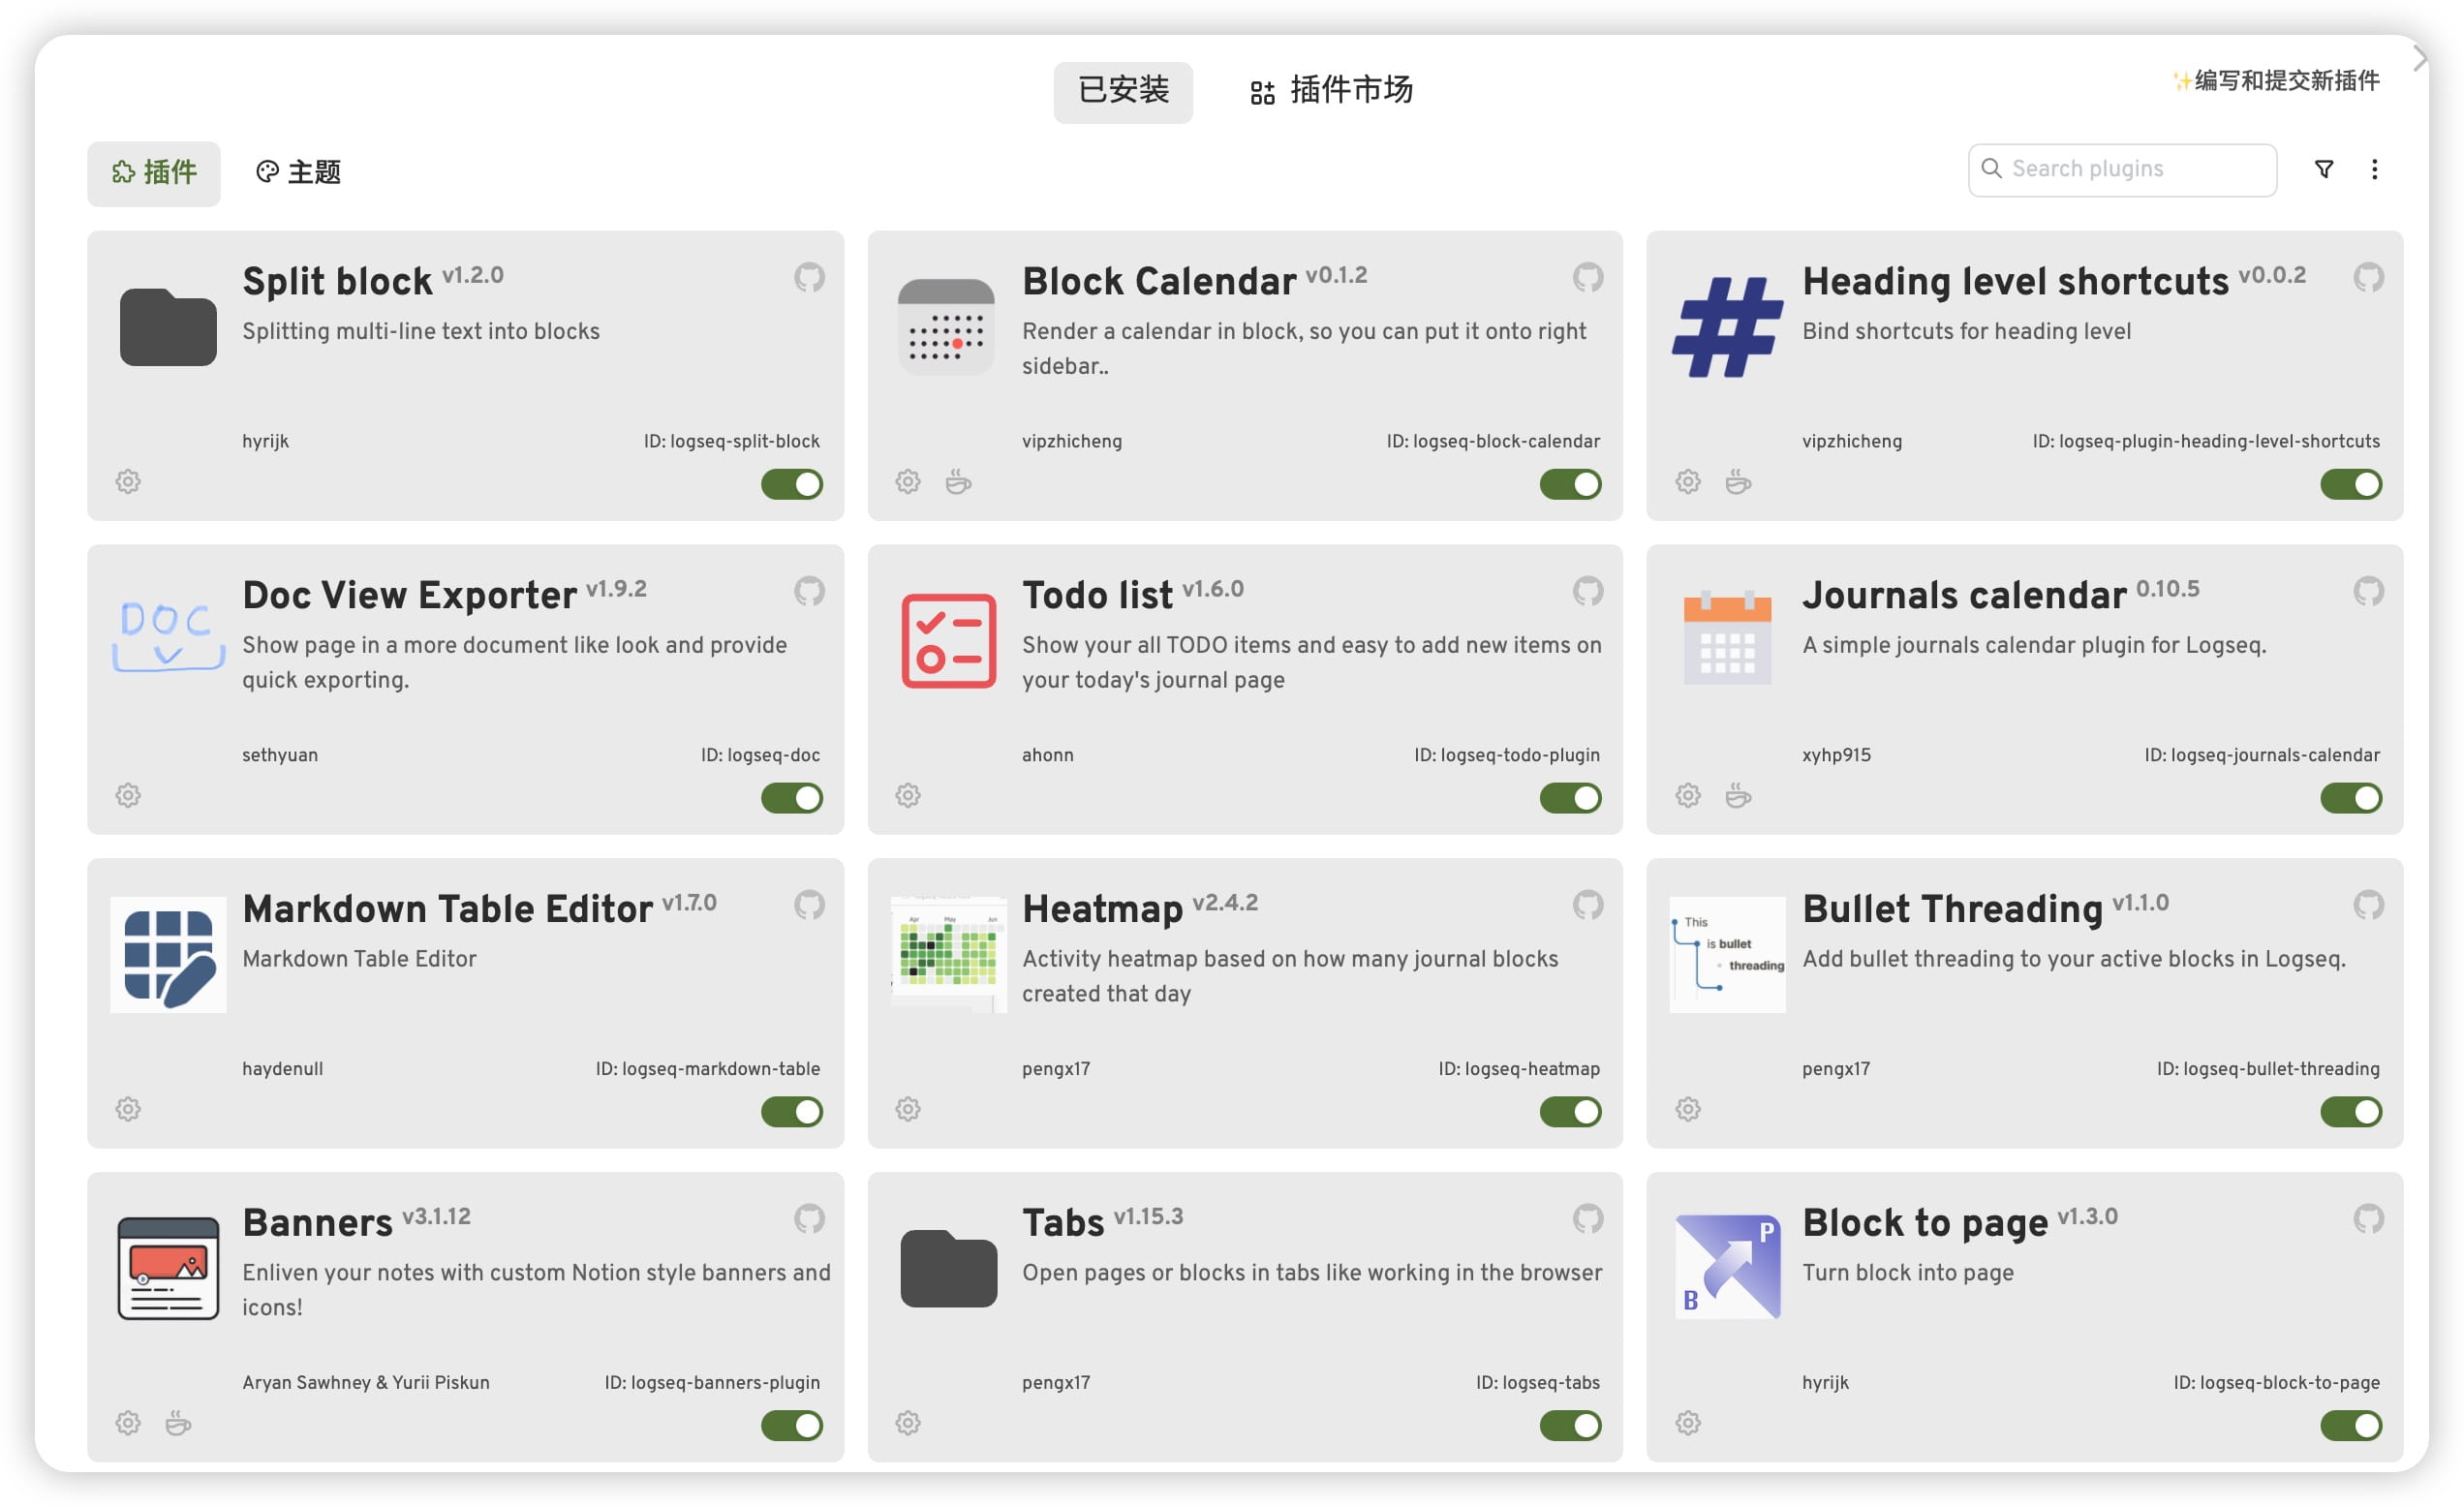 已安装
插件市场
✨编写和提交新插件
插件
主题
Search plugins
Split block v1.2.0
Splitting multi-line text into blocks
hyrijk
ID: logseq-split-block
Block Calendar v0.1.2
Render a calendar in block, so you can put it onto right
sidebar..
vipzhicheng
ID: logseq-block-calendar
Heading level shortcuts v0.0.2
Bind shortcuts for heading level
vipzhicheng
ID: logseq-plugin-heading-level-shortcuts
DOC
Doc View Exporter v1.9.2
Show page in a more document like look and provide
quick exporting.
sethyuan
ID: logseq-doc
Todo list v1.6.0
Show your all TODO items and easy to add new items on
your today's journal page
ahonn
ID: logseq-todo-plugin
Journals calendar 0.10.5
A simple journals calendar plugin for Logseq.
xyhp915
ID: logseq-journals-calendar
Markdown Table Editor v1.7.0
Markdown Table Editor
haydenull
ID: logseq-markdown-table
Apr May Jun
Heatmap v2.4.2
Activity heatmap based on how many journal blocks
created that day
pengx17
ID: logseq-heatmap
This
is bullet
threading
Bullet Threading v1.1.0
Add bullet threading to your active blocks in Logseq.
pengx17
ID: logseq-bullet-threading
Banners v3.1.12
Enliven your notes with custom Notion style banners and
icons!
Aryan Sawhney & Yurii Piskun
ID: logseq-banners-plugin
Tabs v1.15.3
Open pages or blocks in tabs like working in the browser
pengx17
ID: logseq-tabs
P
B
Block to page v1.3.0
Turn block into page
hyrijk
ID: logseq-block-to-page